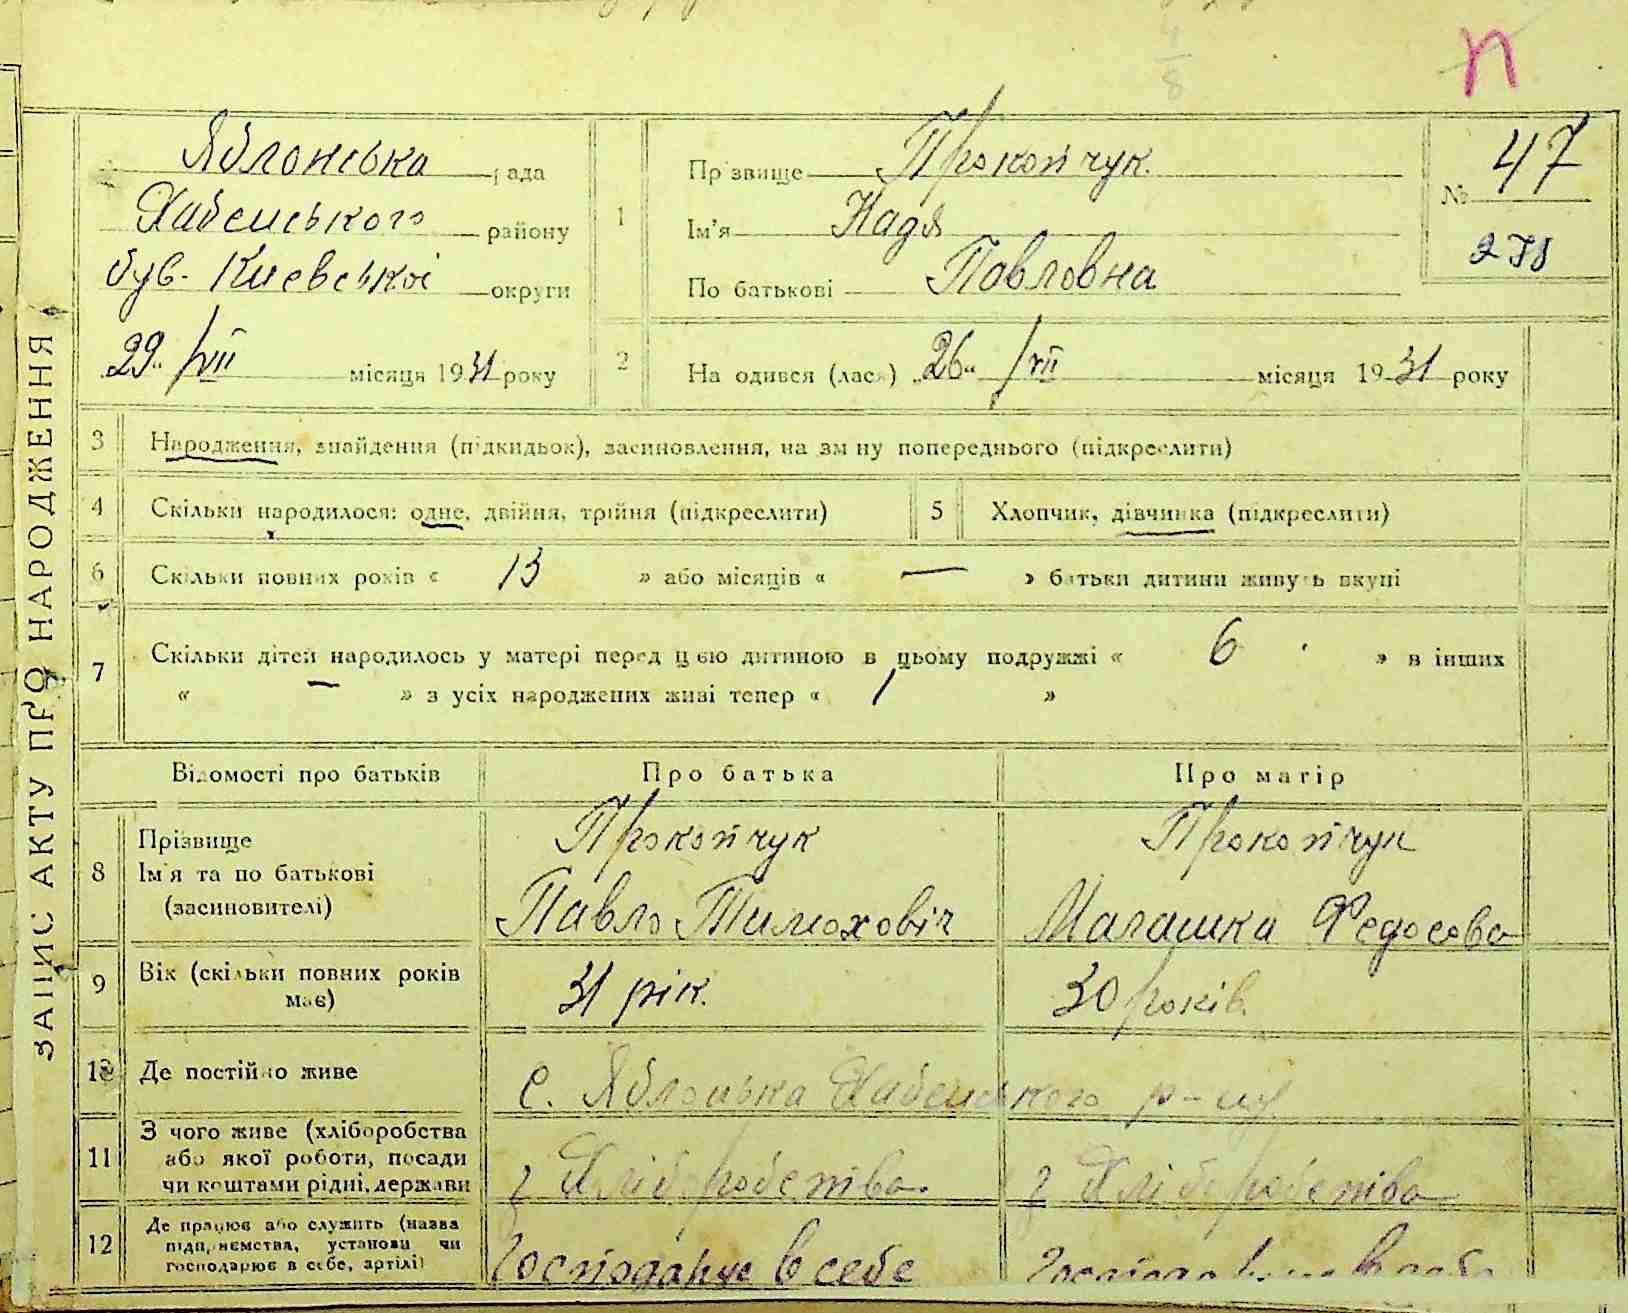 П
ЗАПИС АКТУ ПРО НАРОДЖЕННЯ
Яблонська рада
Хабенського району
був. Киевської округи
29 " /VII місяця 1931 року
1
Прізвище Прокопчук.
Ім'я Надя
По батькові Павловна
№ 47
278
2
Народився (лася) „26" /VII місяця 1931 року
3 Народження, знайдення (підкидьок), засиновлення, на зміну попереднього (підкреслити)
4 Скільки народилося: одне, двійня, трійня (підкреслити)
5 Хлопчик, дівчинка (підкреслити)
6 Скільки повних років « 13 » або місяців « — » батьки дитини живуть вкупі
7 Скільки дітей народилось у матері перед цією дитиною в цьому подружжі « 6 » в інших
« — » з усіх народжених живі тепер « »
Відомості про батьків Про батька Про матір
8 Прізвище
Ім'я та по батькові
(засиновителі)
Прокопчук
Павло Тимохович
Прокопчук
Магашка Федосова
9 Вік (скільки повних років
має)
31 рік.
30 років.
10 Де постійно живе
с. Яблонька Хабенського р-ну
11 З чого живе (хліборобства
або якої роботи, посади
чи коштами рідні, держави
з Хліборобства.
з Хліборобства
12 Де працює або служить (назва
підприємства, установи чи
господарює в себе, артілі)
Господарює в себе